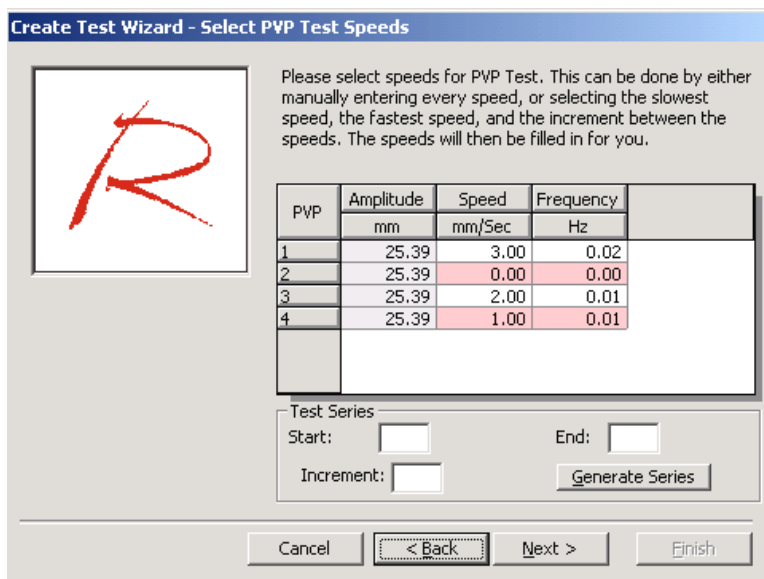 Create Test Wizard - Select PVP Test Speeds
R
Please select speeds for PVP Test. This can be done by either
manually entering every speed, or selecting the slowest
speed, the fastest speed, and the increment between the
speeds. The speeds will then be filled in for you.
PVP Amplitude Speed Frequency
mm mm/Sec Hz
1 25.39 3.00 0.02
2 25.39 0.00 0.00
3 25.39 2.00 0.01
4 25.39 1.00 0.01
Test Series
Start: End:
Increment: Generate Series
Cancel < Back Next > Finish